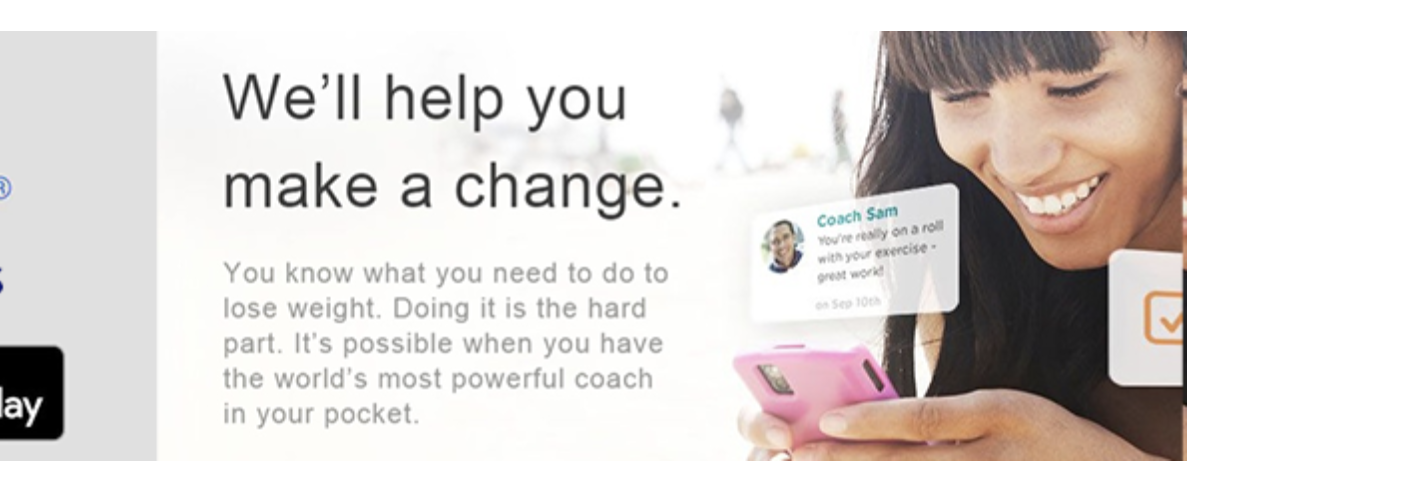 ®
s
lay
We’ll help you
make a change.
You know what you need to do to
lose weight. Doing it is the hard
part. It's possible when you have
the world’s most powerful coach
in your pocket.
Coach Sam
You're really on a roll
with your exercise -
great work!
on Sep 10th